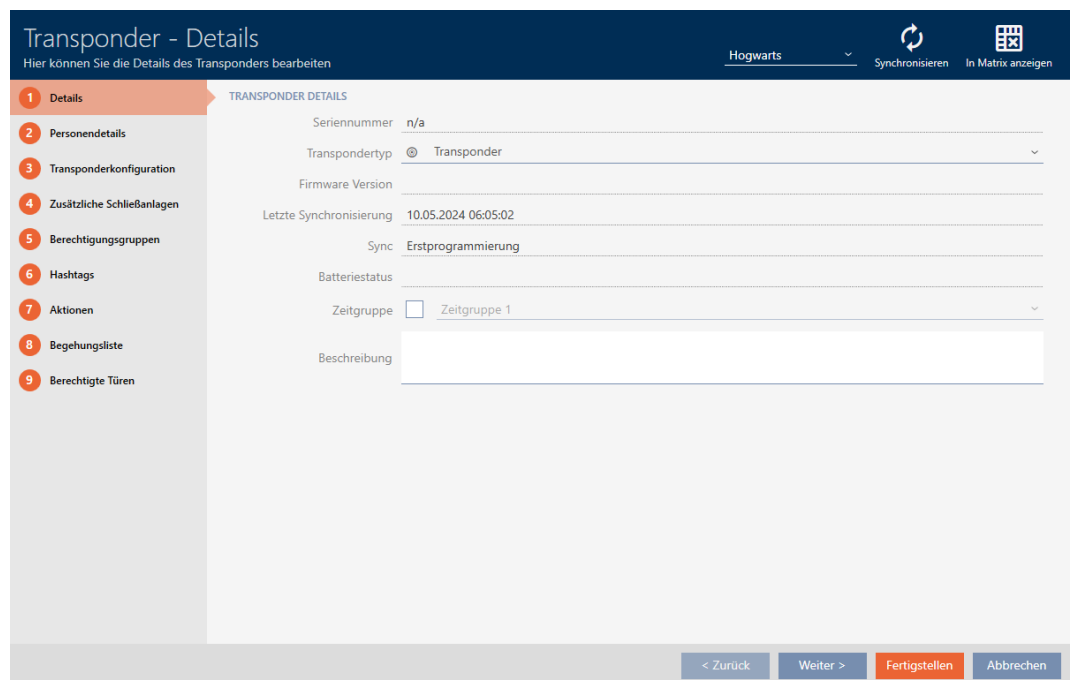 Transponder - Details
Hier können Sie die Details des Transponders bearbeiten
Hogwarts
Synchronisieren
In Matrix anzeigen
1 Details
2 Personendetails
3 Transponderkonfiguration
4 Zusätzliche Schließanlagen
5 Berechtigungsgruppen
6 Hashtags
7 Aktionen
8 Begehungsliste
9 Berechtigte Türen
TRANSPONDER DETAILS
Seriennummer n/a
Transpondertyp Transponder
Firmware Version
Letzte Synchronisierung 10.05.2024 06:05:02
Sync Erstprogrammierung
Batteriestatus
Zeitgruppe Zeitgruppe 1
Beschreibung
< Zurück
Weiter >
Fertigstellen
Abbrechen